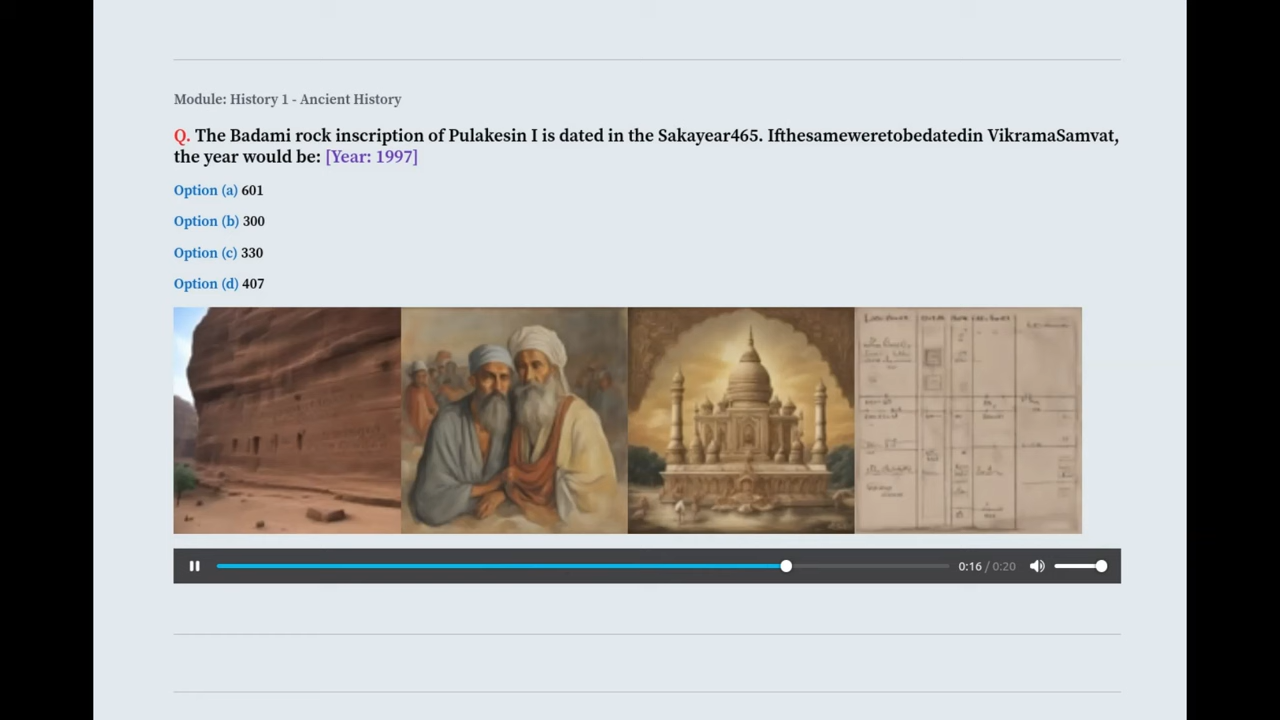 Module: History 1 - Ancient History
Q. The Badami rock inscription of Pulakesin I is dated in the Sakayear465. Ifthesameweretobedatedin VikramaSamvat,
the year would be: [Year: 1997]
Option (a) 601
Option (b) 300
Option (c) 330
Option (d) 407
0:16 / 0:20